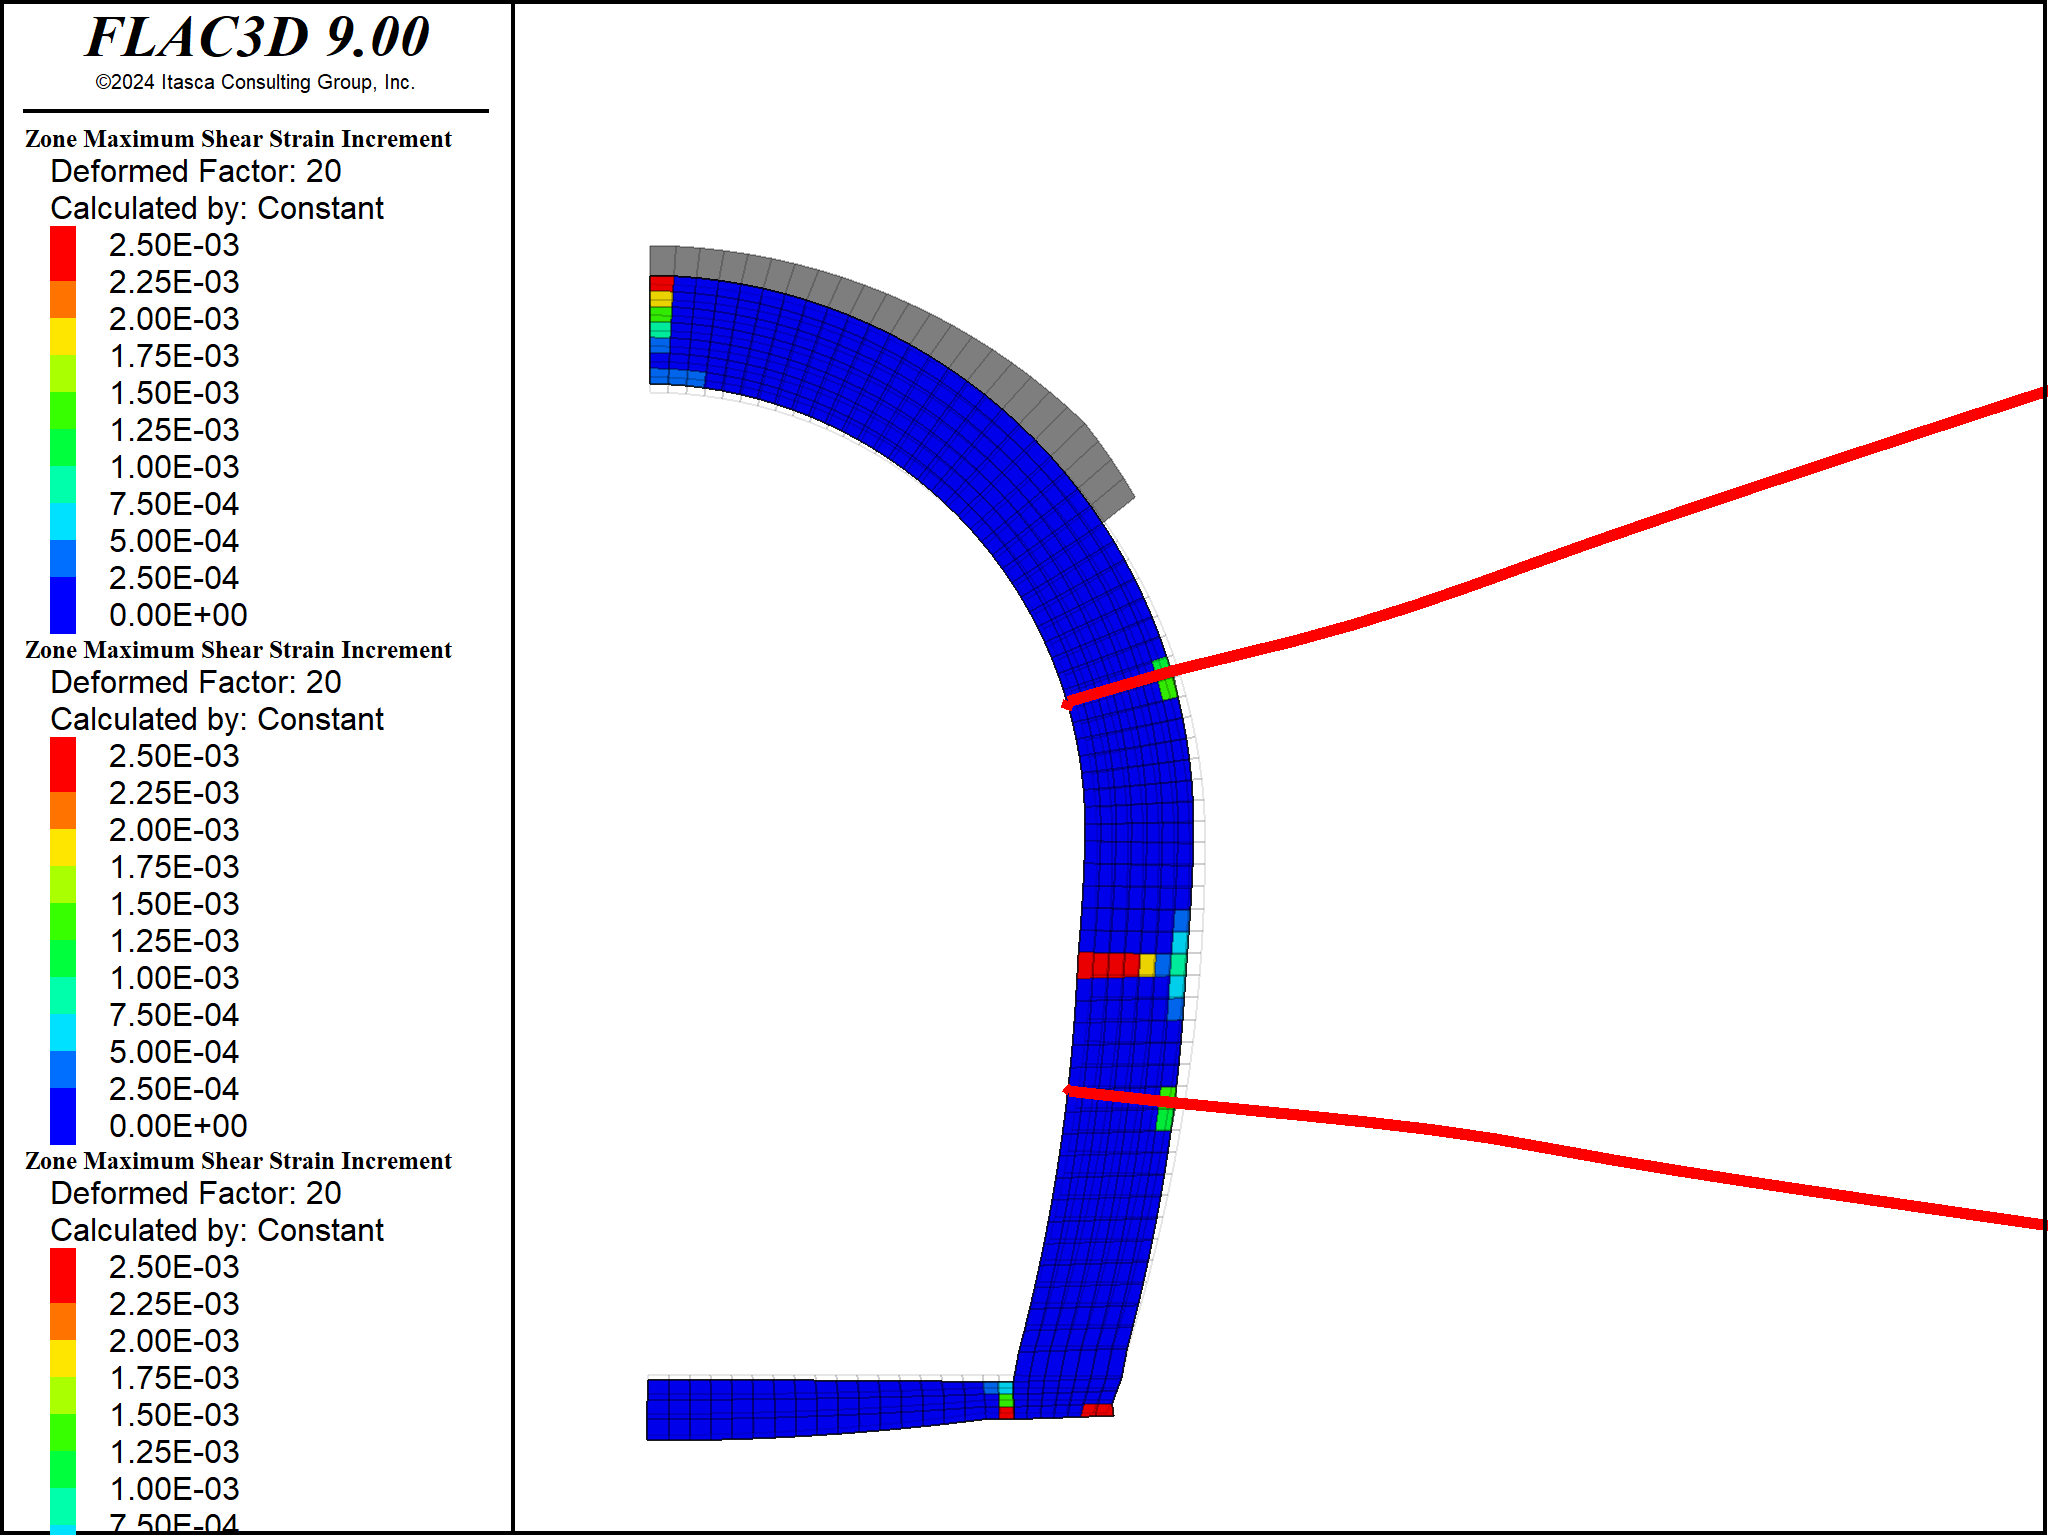 FLAC3D 9.00
©2024 Itasca Consulting Group, Inc.
Zone Maximum Shear Strain Increment
Deformed Factor: 20
Calculated by: Constant
2.50E-03
2.25E-03
2.00E-03
1.75E-03
1.50E-03
1.25E-03
1.00E-03
7.50E-04
5.00E-04
2.50E-04
0.00E+00
Zone Maximum Shear Strain Increment
Deformed Factor: 20
Calculated by: Constant
2.50E-03
2.25E-03
2.00E-03
1.75E-03
1.50E-03
1.25E-03
1.00E-03
7.50E-04
5.00E-04
2.50E-04
0.00E+00
Zone Maximum Shear Strain Increment
Deformed Factor: 20
Calculated by: Constant
2.50E-03
2.25E-03
2.00E-03
1.75E-03
1.50E-03
1.25E-03
1.00E-03
7.50E-04